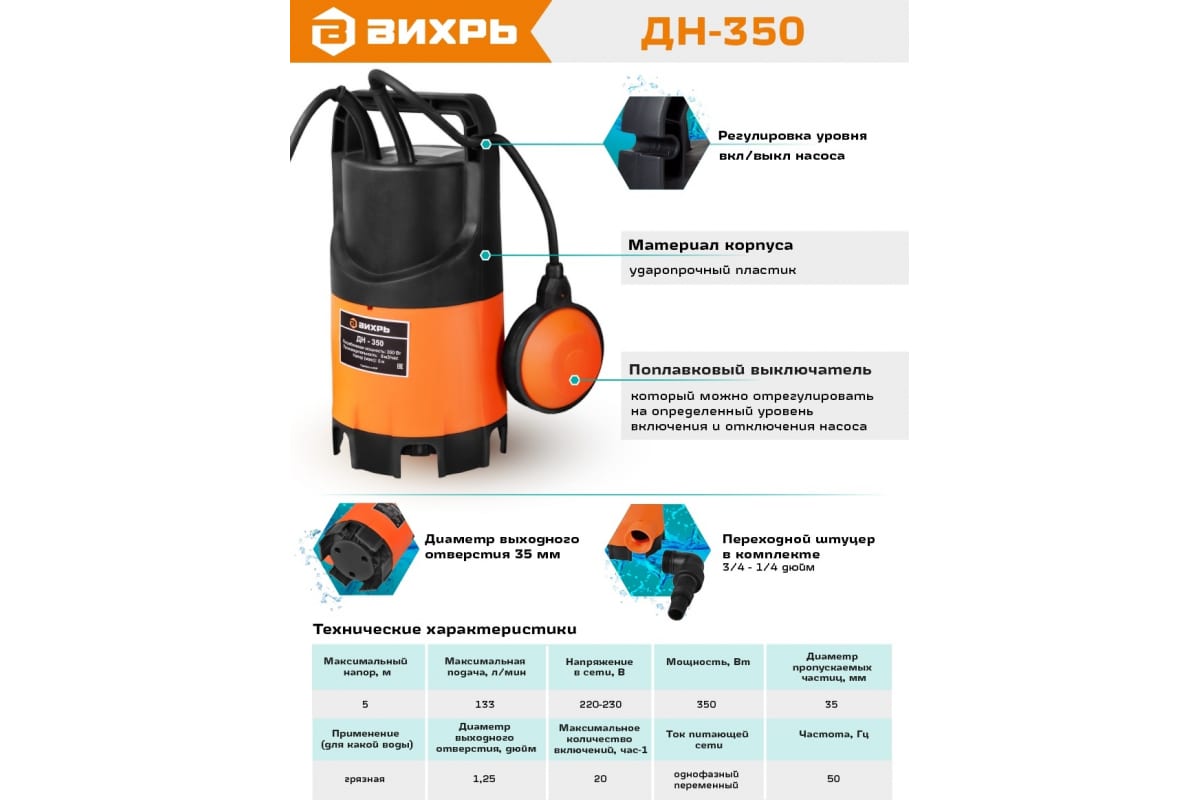 ВИХРЬ
ДН-350
Регулировка уровня
вкл/выкл насоса
Материал корпуса
ударопрочный пластик
ВИХРЬ
ДН - 350
Поплавковый выключатель
который можно отрегулировать
на определенный уровень
включения и отключения насоса
Диаметр выходного
отверстия 35 мм
Переходной штуцер
в комплекте
3/4 - 1/4 дюйм
Технические характеристики
Максимальный напор, м
Максимальная подача, л/мин
Напряжение в сети, В
Мощность, Вт
Диаметр пропускаемых частиц, мм
5
133
220-230
350
35
Применение (для какой воды)
Диаметр выходного отверстия, дюйм
Максимальное количество включений, час-1
Ток питающей сети
Частота, Гц
грязная
1,25
20
однофазный переменный
50